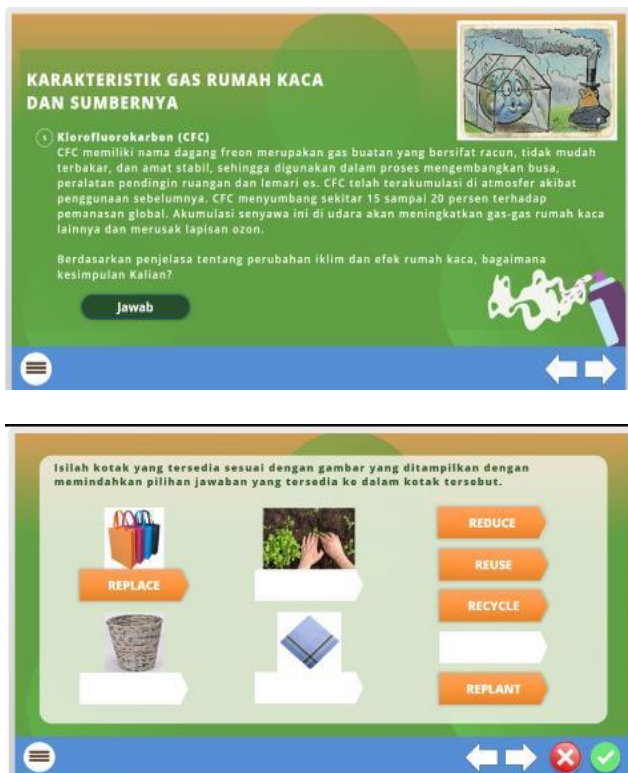 KARAKTERISTIK GAS RUMAH KACA
DAN SUMBERNYA
5 Klorofluorokarbon (CFC)
CFC memiliki nama dagang freon merupakan gas buatan yang bersifat racun, tidak mudah
terbakar, dan amat stabil, sehingga digunakan dalam proses mengembangkan busa,
peralatan pendingin ruangan dan lemari es. CFC telah terakumulasi di atmosfer akibat
penggunaan sebelumnya. CFC menyumbang sekitar 15 sampai 20 persen terhadap
pemanasan global. Akumulasi senyawa ini di udara akan meningkatkan gas-gas rumah kaca
lainnya dan merusak lapisan ozon.
Berdasarkan penjelasa tentang perubahan iklim dan efek rumah kaca, bagaimana
kesimpulan Kalian?
Jawab
Isilah kotak yang tersedia sesuai dengan gambar yang ditampilkan dengan
memindahkan pilihan jawaban yang tersedia ke dalam kotak tersebut.
REPLACE
REDUCE
REUSE
RECYCLE
REPLANT